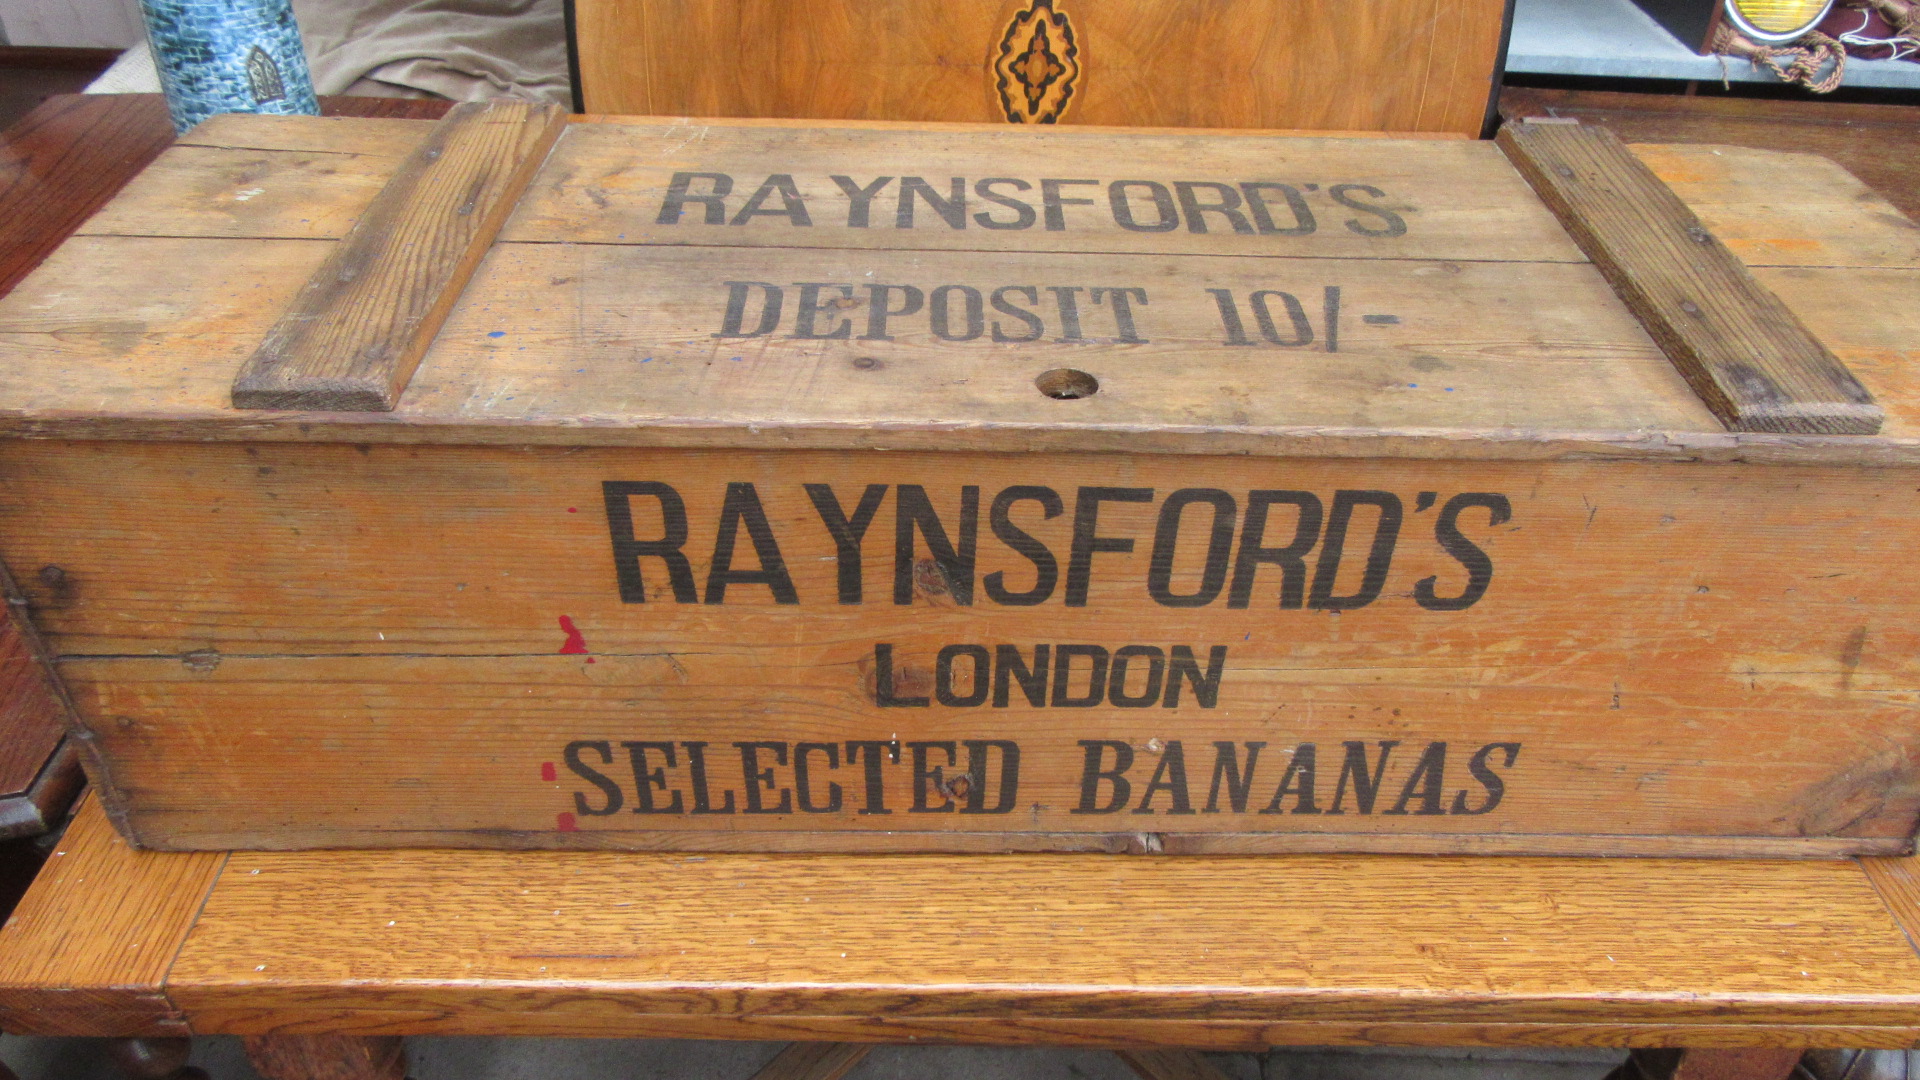 RAYNSFORD'S
DEPOSIT 10/-
RAYNSFORD'S
LONDON
SELECTED BANANAS